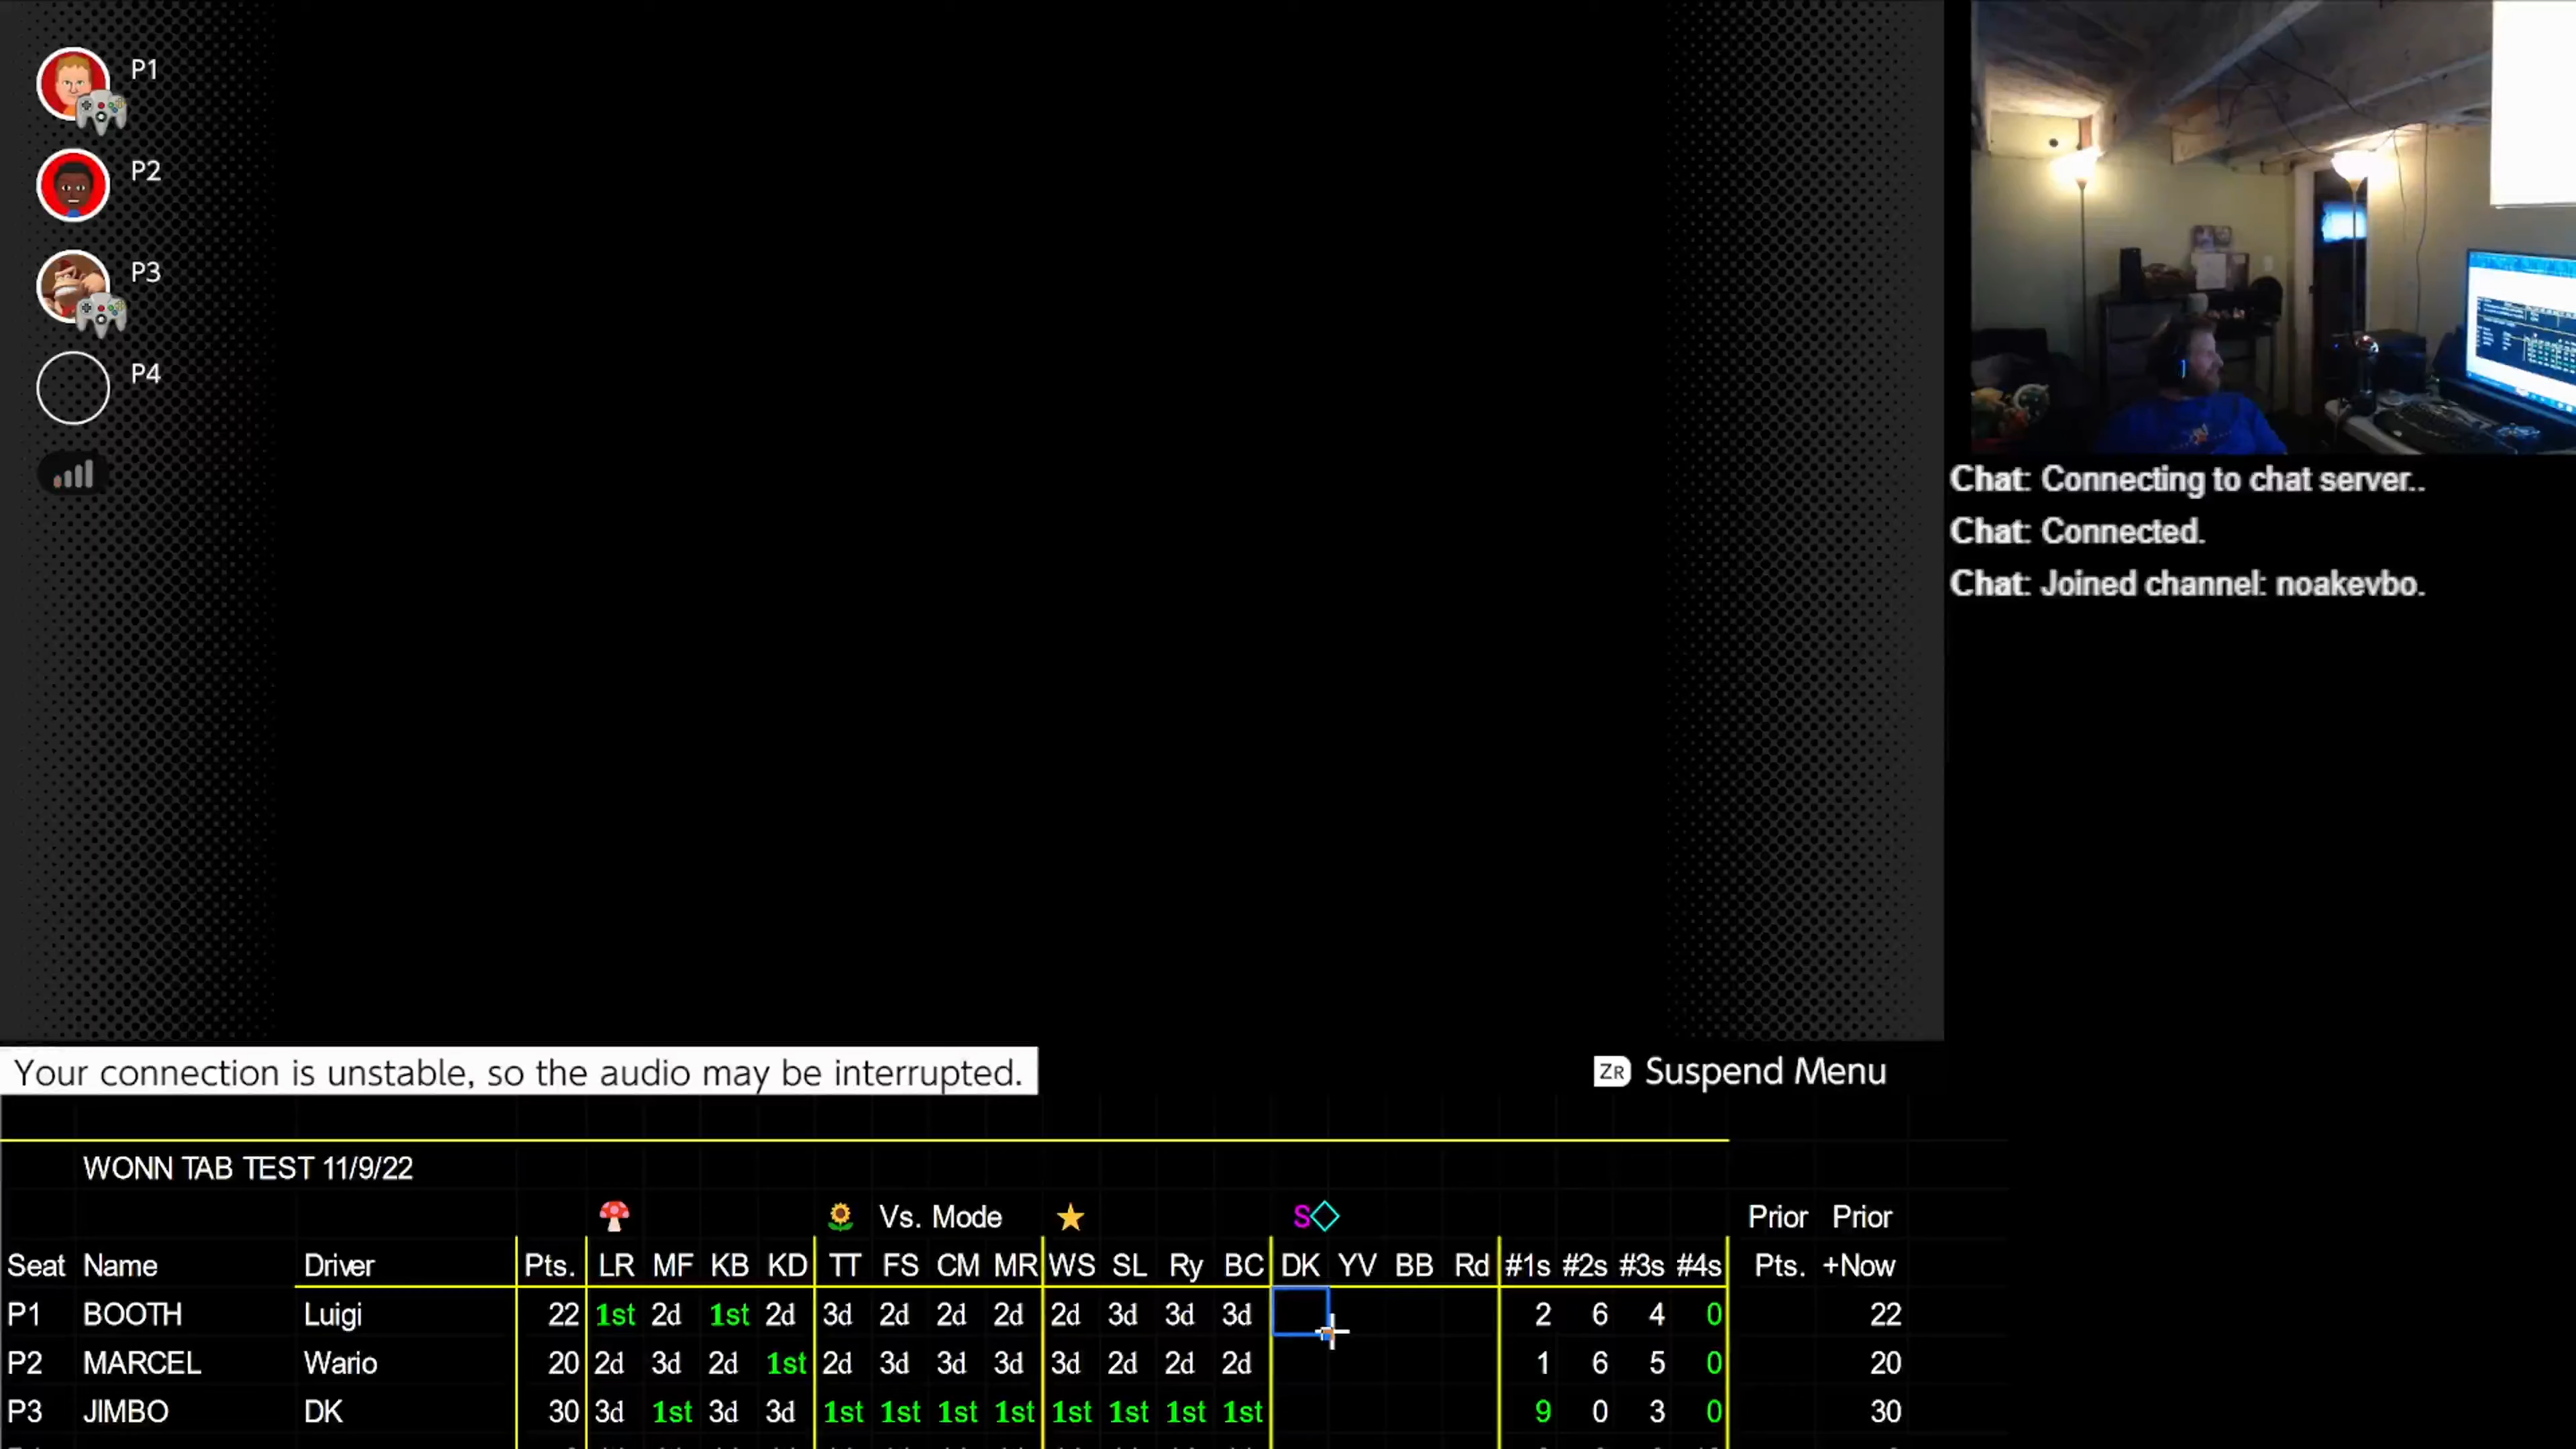 P1
P2
P3
P4
Chat: Connecting to chat server..
Chat: Connected.
Chat: Joined channel: noakevbo.
Your connection is unstable, so the audio may be interrupted.
ZR Suspend Menu
WONN TAB TEST 11/9/22
Vs. Mode S Prior Prior
Seat Name Driver Pts. LR MF KB KD TT FS CM MR WS SL Ry BC DK YV BB Rd #1s #2s #3s #4s Pts. +Now
P1 BOOTH Luigi 22 1st 2d 1st 2d 3d 2d 2d 2d 2d 3d 3d 3d 2 6 4 0 22
P2 MARCEL Wario 20 2d 3d 2d 1st 2d 3d 3d 3d 3d 2d 2d 2d 1 6 5 0 20
P3 JIMBO DK 30 3d 1st 3d 3d 1st 1st 1st 1st 1st 1st 1st 1st 9 0 3 0 30